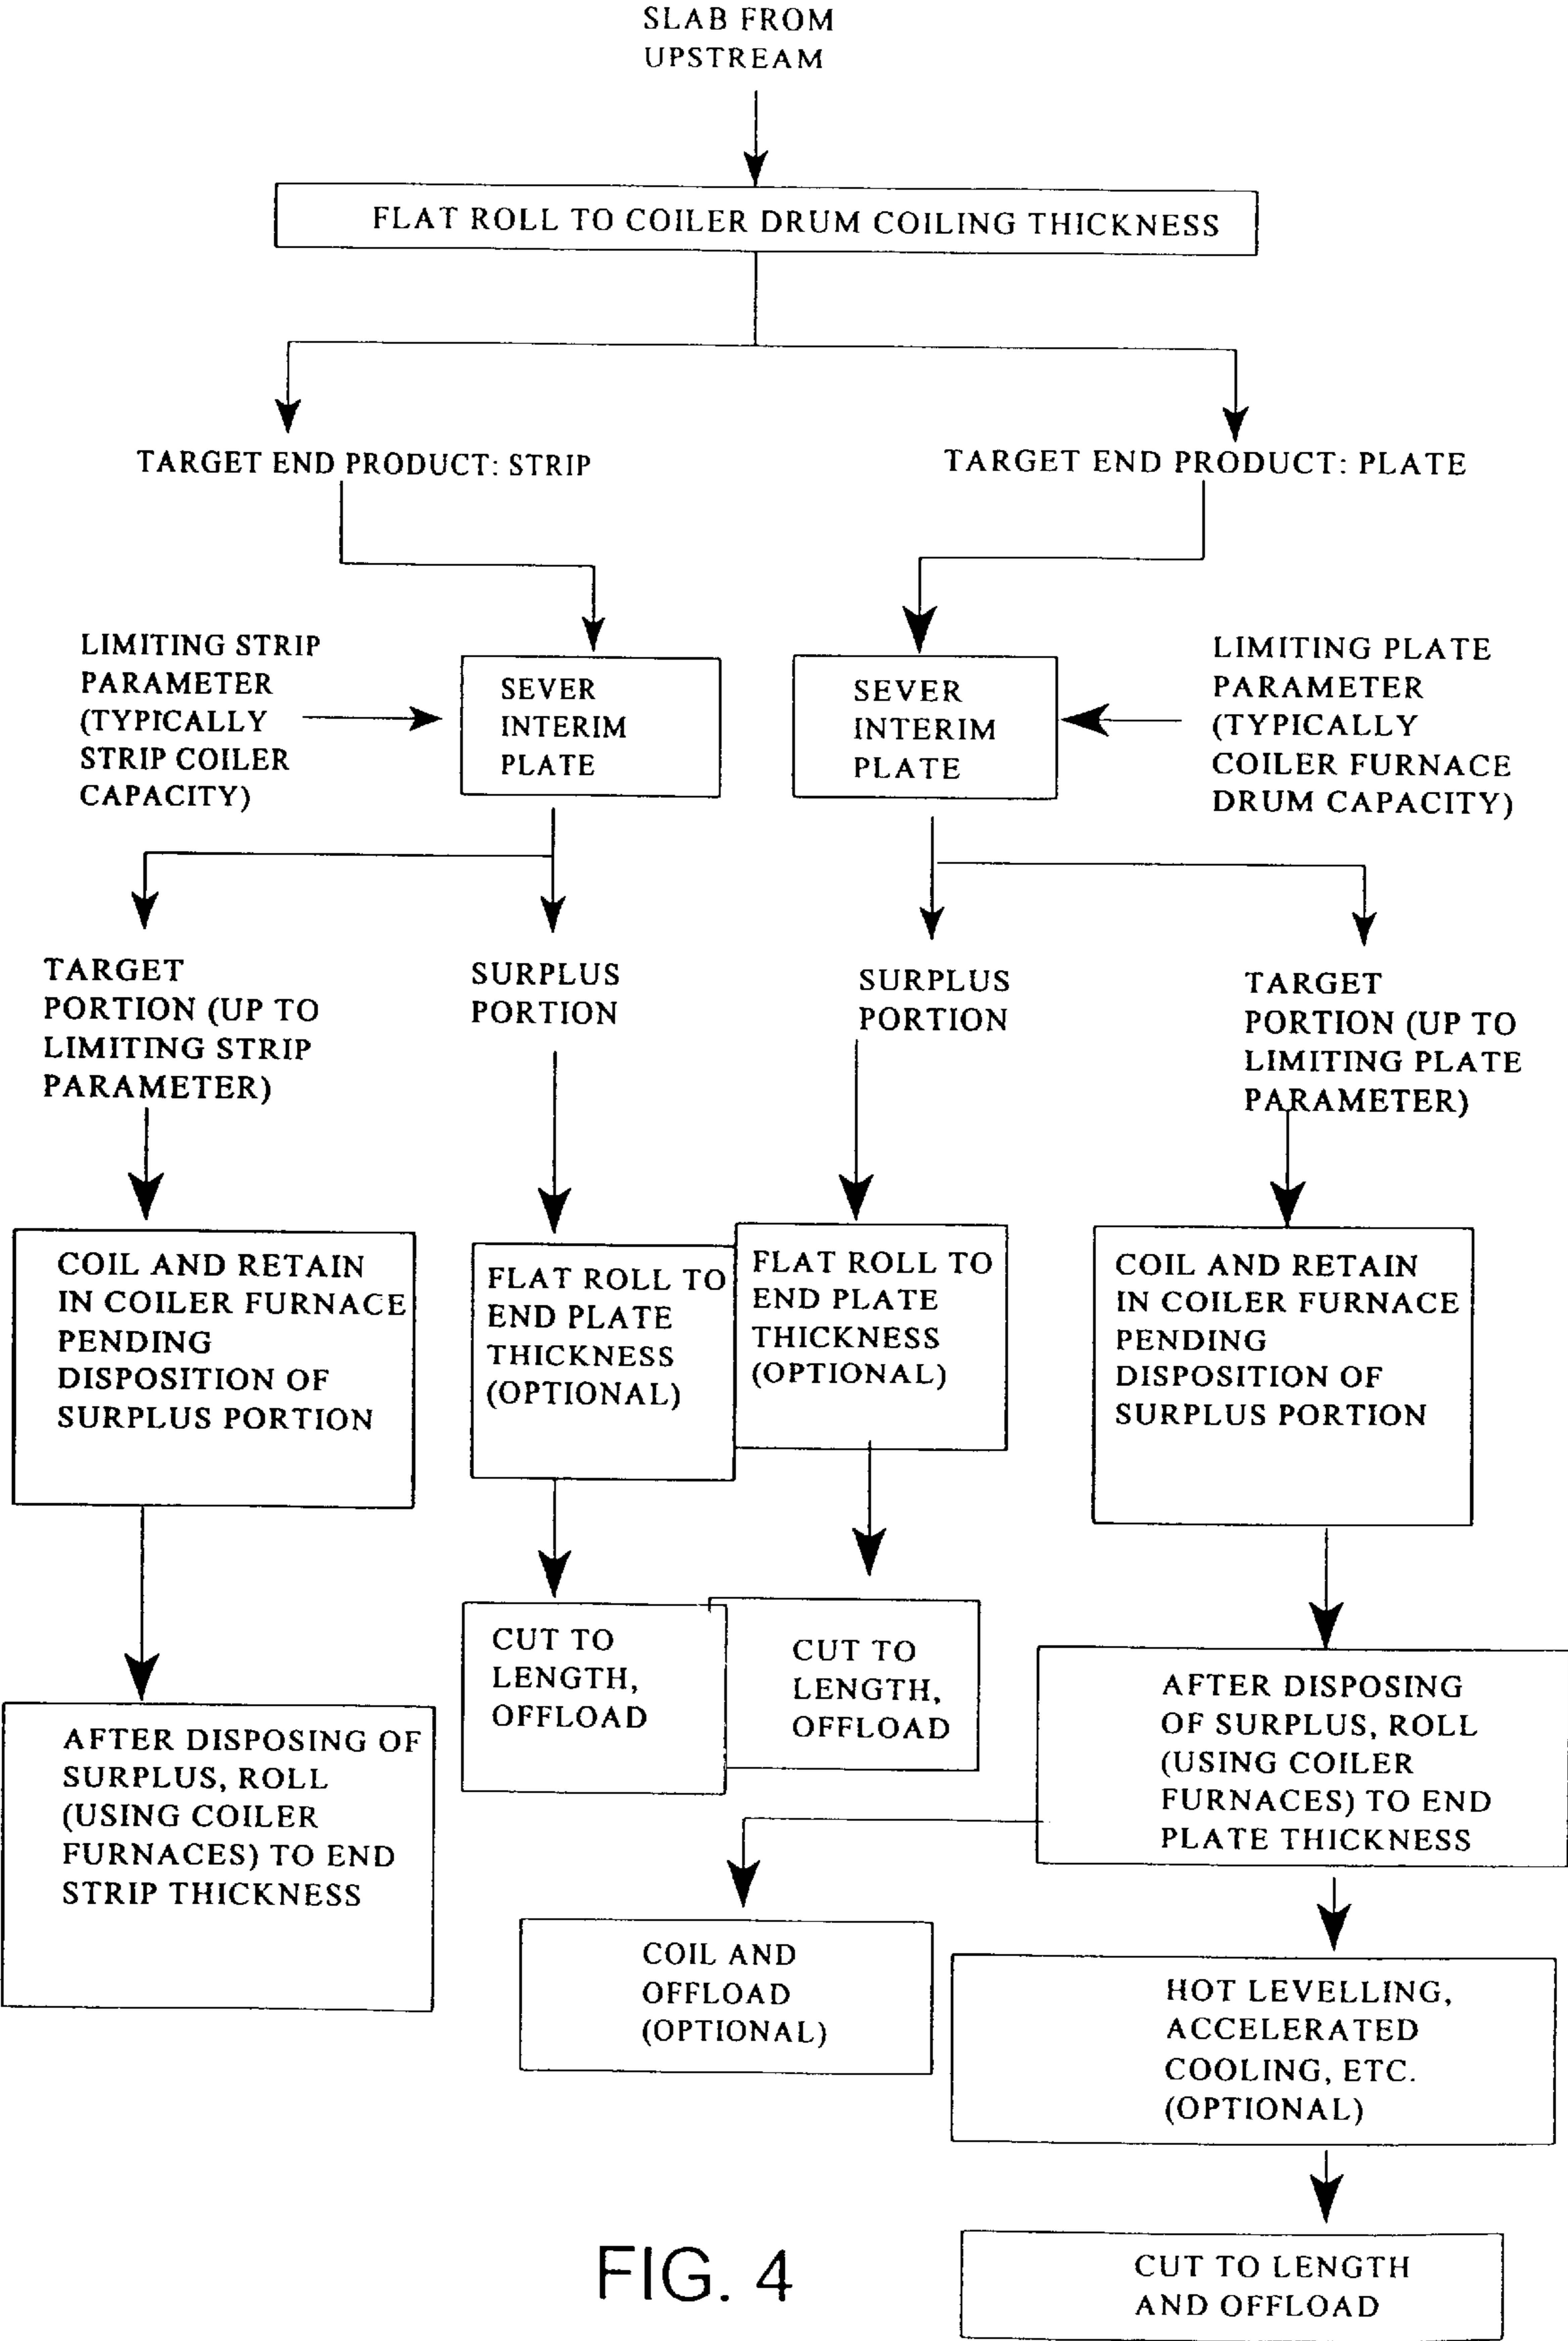 SLAB FROM
UPSTREAM
FLAT ROLL TO COILER DRUM COILING THICKNESS
TARGET END PRODUCT: STRIP
TARGET END PRODUCT: PLATE
LIMITING STRIP
PARAMETER
(TYPICALLY
STRIP COILER
CAPACITY)
SEVER
INTERIM
PLATE
SEVER
INTERIM
PLATE
LIMITING PLATE
PARAMETER
(TYPICALLY
COILER FURNACE
DRUM CAPACITY)
TARGET
PORTION (UP TO
LIMITING STRIP
PARAMETER)
SURPLUS
PORTION
SURPLUS
PORTION
TARGET
PORTION (UP TO
LIMITING PLATE
PARAMETER)
COIL AND RETAIN
IN COILER FURNACE
PENDING
DISPOSITION OF
SURPLUS PORTION
FLAT ROLL TO
END PLATE
THICKNESS
(OPTIONAL)
FLAT ROLL TO
END PLATE
THICKNESS
(OPTIONAL)
COIL AND RETAIN
IN COILER FURNACE
PENDING
DISPOSITION OF
SURPLUS PORTION
AFTER DISPOSING OF
SURPLUS, ROLL
(USING COILER
FURNACES) TO END
STRIP THICKNESS
CUT TO
LENGTH,
OFFLOAD
CUT TO
LENGTH,
OFFLOAD
AFTER DISPOSING
OF SURPLUS, ROLL
(USING COILER
FURNACES) TO END
PLATE THICKNESS
COIL AND
OFFLOAD
(OPTIONAL)
HOT LEVELLING,
ACCELERATED
COOLING, ETC.
(OPTIONAL)
CUT TO LENGTH
AND OFFLOAD
FIG. 4